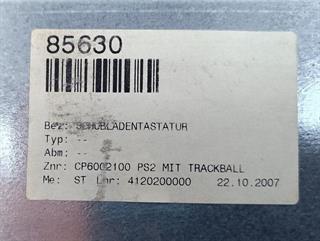 85630
Bez: SCHUBLADENTASTATUR
Typ: --
Abm: --
Znr: CP6002100 PS2 MIT TRACKBALL
Me: ST Lnr: 4120200000 22.10.2007